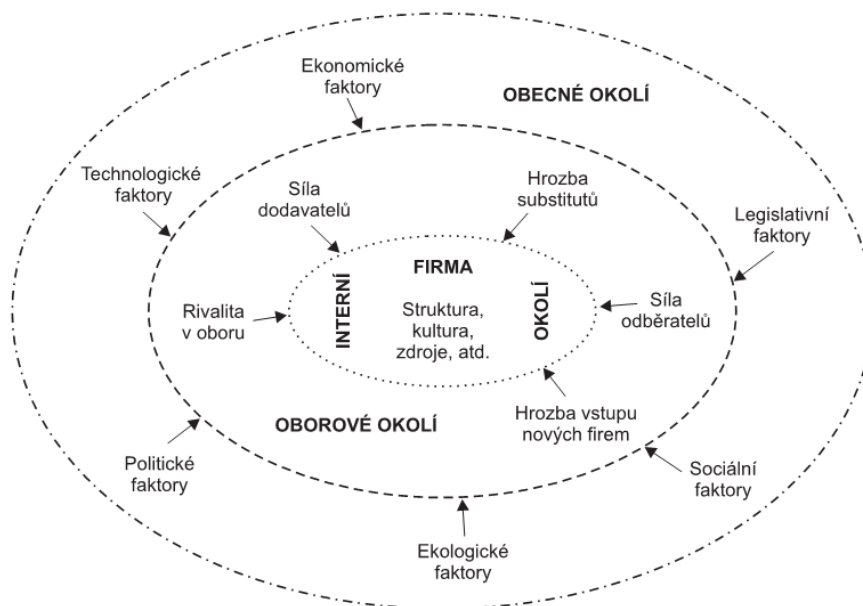 Ekonomické
faktory
OBECNÉ OKOLÍ
Technologické
faktory
Síla
dodavatelů
Hrozba
substitutů
Legislativní
faktory
FIRMA
INTERNÍ
OKOLÍ
Struktura,
kultura,
zdroje, atd.
Rivalita
v oboru
Síla
odběratelů
OBOROVÉ OKOLÍ
Hrozba vstupu
nových firem
Politické
faktory
Sociální
faktory
Ekologické
faktory